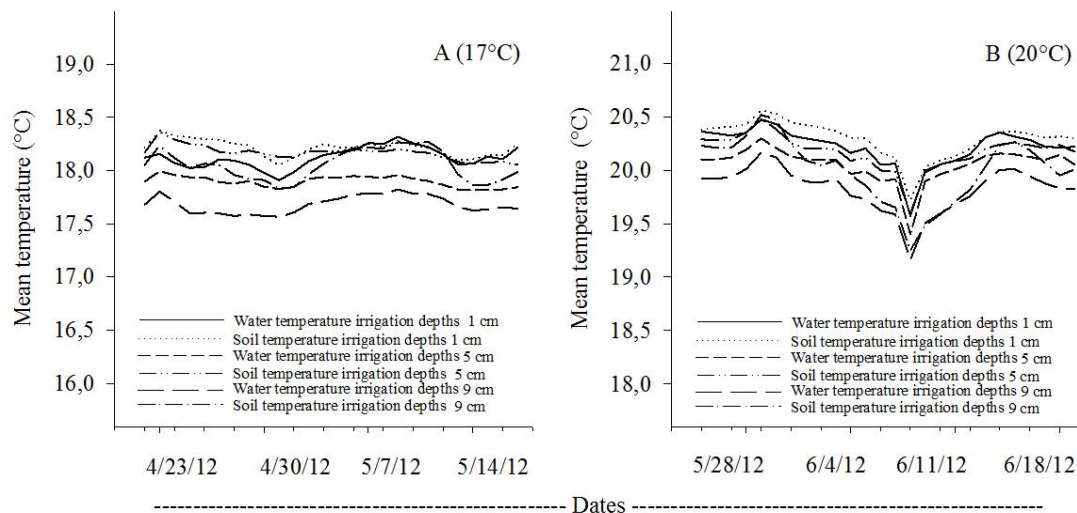 A (17°C)
Mean temperature (°C)
19,0
18,5
18,0
17,5
17,0
16,5
16,0
Water temperature irrigation depths 1 cm
Soil temperature irrigation depths 1 cm
Water temperature irrigation depths 5 cm
Soil temperature irrigation depths 5 cm
Water temperature irrigation depths 9 cm
Soil temperature irrigation depths 9 cm
4/23/12 4/30/12 5/7/12 5/14/12
B (20°C)
Mean temperature (°C)
21,0
20,5
20,0
19,5
19,0
18,5
18,0
Water temperature irrigation depths 1 cm
Soil temperature irrigation depths 1 cm
Water temperature irrigation depths 5 cm
Soil temperature irrigation depths 5 cm
Water temperature irrigation depths 9 cm
Soil temperature irrigation depths 9 cm
5/28/12 6/4/12 6/11/12 6/18/12
Dates